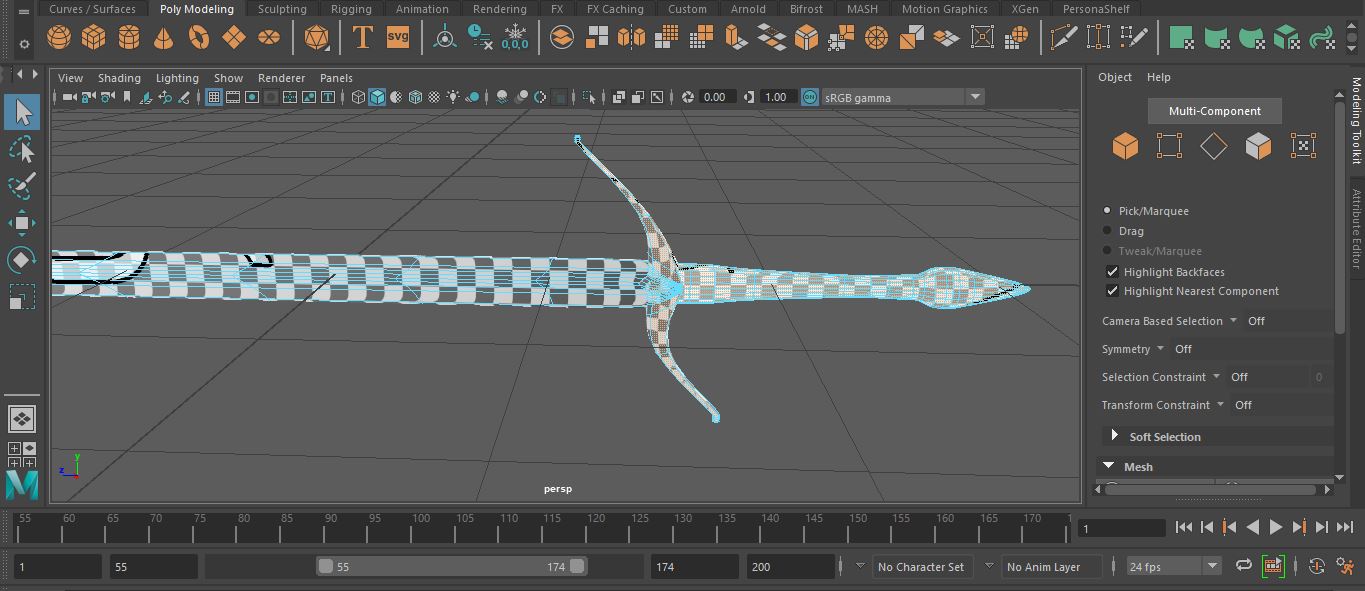 Curves / Surfaces Poly Modeling Sculpting Rigging Animation Rendering FX FX Caching Custom Arnold Bifrost MASH Motion Graphics XGen PersonaShelf
T svg 0,0,0
View Shading Lighting Show Renderer Panels
0.00 1.00 ON sRGB gamma
persp
y
z
M
Object Help
Multi-Component
Pick/Marquee
Drag
Tweak/Marquee
Highlight Backfaces
Highlight Nearest Component
Camera Based Selection Off
Symmetry Off
Selection Constraint Off 0
Transform Constraint Off
Soft Selection
Mesh
Modeling Toolkit
Attribute Editor
55 60 65 70 75 80 85 90 95 100 105 110 115 120 125 130 135 140 145 150 155 160 165 170 1
1
1 55 55 174 174 200 No Character Set No Anim Layer 24 fps